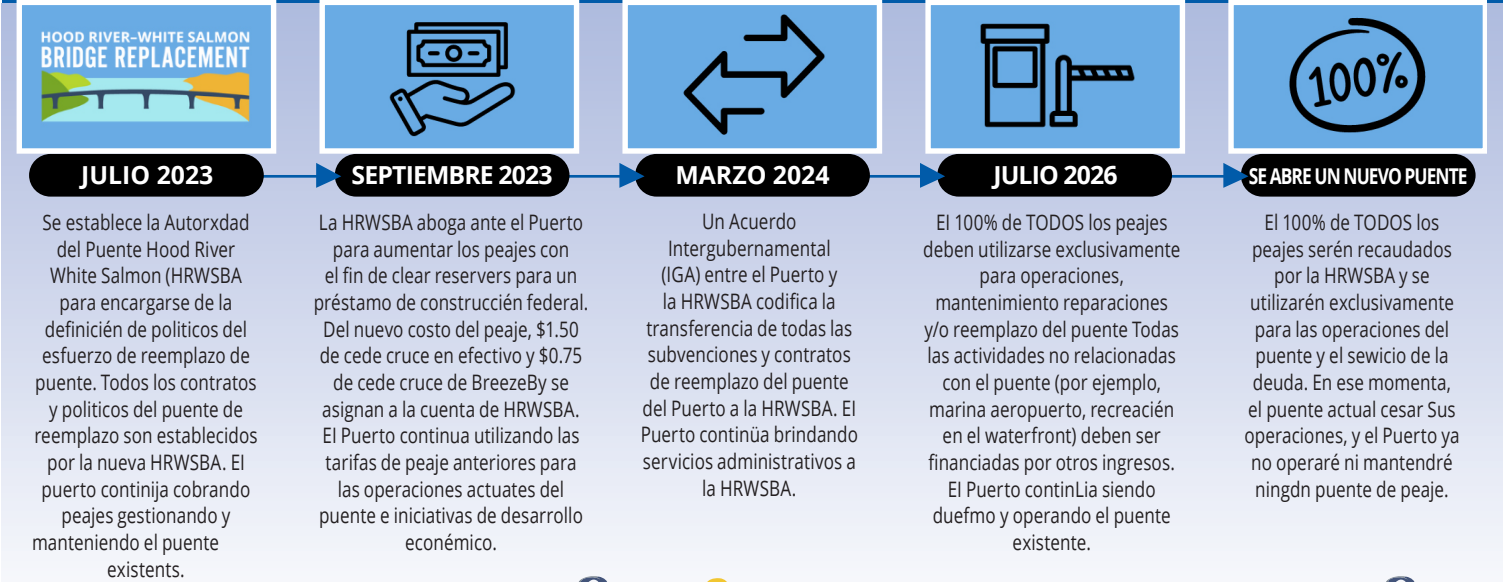 HOOD RIVER–WHITE SALMON
BRIDGE REPLACEMENT
100%
JULIO 2023
SEPTIEMBRE 2023
MARZO 2024
JULIO 2026
SE ABRE UN NUEVO PUENTE
Se establece la Autorxdad
del Puente Hood River
White Salmon (HRWSBA
para encargarse de la
definicién de politicos del
esfuerzo de reemplazo de
puente. Todos los contratos
y politicos del puente de
reemplazo son establecidos
por la nueva HRWSBA. El
puerto continija cobrando
peajes gestionando y
manteniendo el puente
existents.
La HRWSBA aboga ante el Puerto
para aumentar los peajes con
el fin de clear reservers para un
préstamo de construcción federal.
Del nuevo costo del peaje, $1.50
de cede cruce en efectivo y $0.75
de cede cruce de BreezeBy se
asignan a la cuenta de HRWSBA.
El Puerto continua utilizando las
tarifas de peaje anteriores para
las operaciones actuates del
puente e iniciativas de desarrollo
económico.
Un Acuerdo
Intergubernamental
(IGA) entre el Puerto y
la HRWSBA codifica la
transferencia de todas las
subvenciones y contratos
de reemplazo del puente
del Puerto a la HRWSBA. El
Puerto continüa brindando
servicios administrativos a
la HRWSBA.
El 100% de TODOS los peajes
deben utilizarse exclusivamente
para operaciones,
mantenimiento reparaciones
y/o reemplazo del puente Todas
las actividades no relacionadas
con el puente (por ejemplo,
marina aeropuerto, recreacién
en el waterfront) deben ser
financiadas por otros ingresos.
El Puerto continLia siendo
duefmo y operando el puente
existente.
El 100% de TODOS los
peajes serén recaudados
por la HRWSBA y se
utilizarén exclusivamente
para las operaciones del
puente y el sewicio de la
deuda. En ese momenta,
el puente actual cesar Sus
operaciones, y el Puerto ya
no operaré ni mantendré
ningdn puente de peaje.